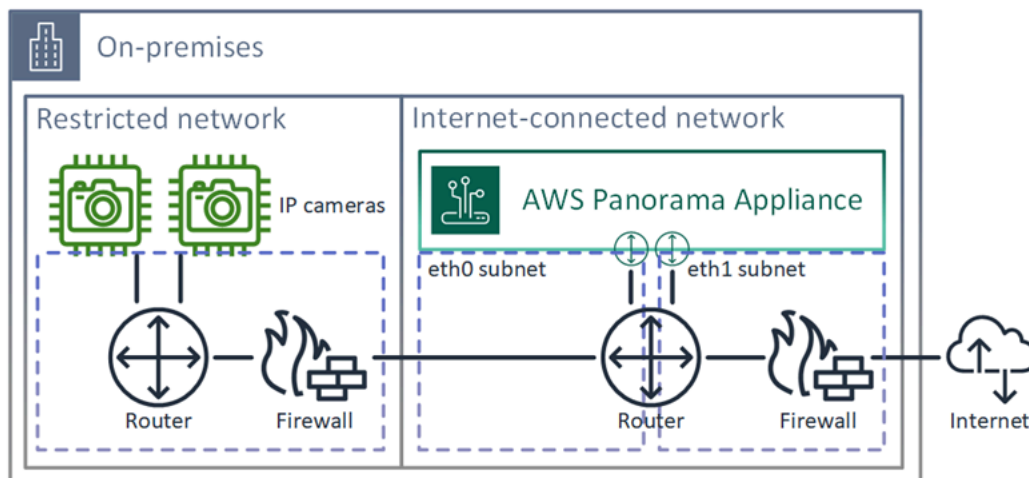 On-premises
Restricted network
Internet-connected network
IP cameras
AWS Panorama Appliance
eth0 subnet
eth1 subnet
Router
Firewall
Router
Firewall
Internet